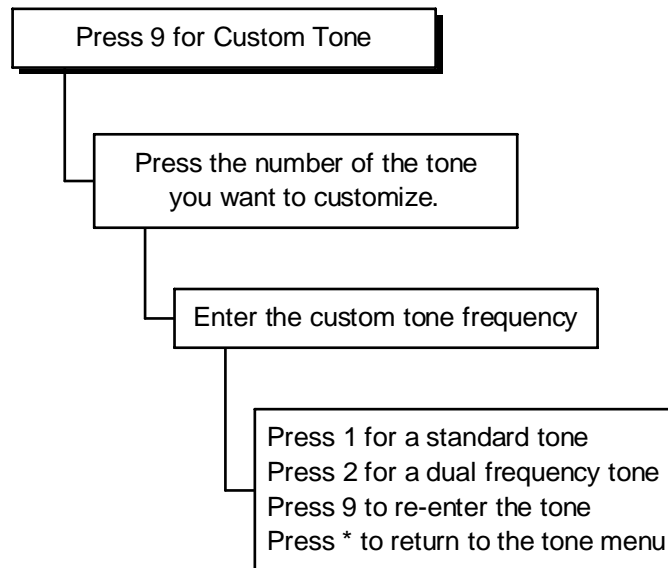 Press 9 for Custom Tone
Press the number of the tone
you want to customize.
Enter the custom tone frequency
Press 1 for a standard tone
Press 2 for a dual frequency tone
Press 9 to re-enter the tone
Press * to return to the tone menu